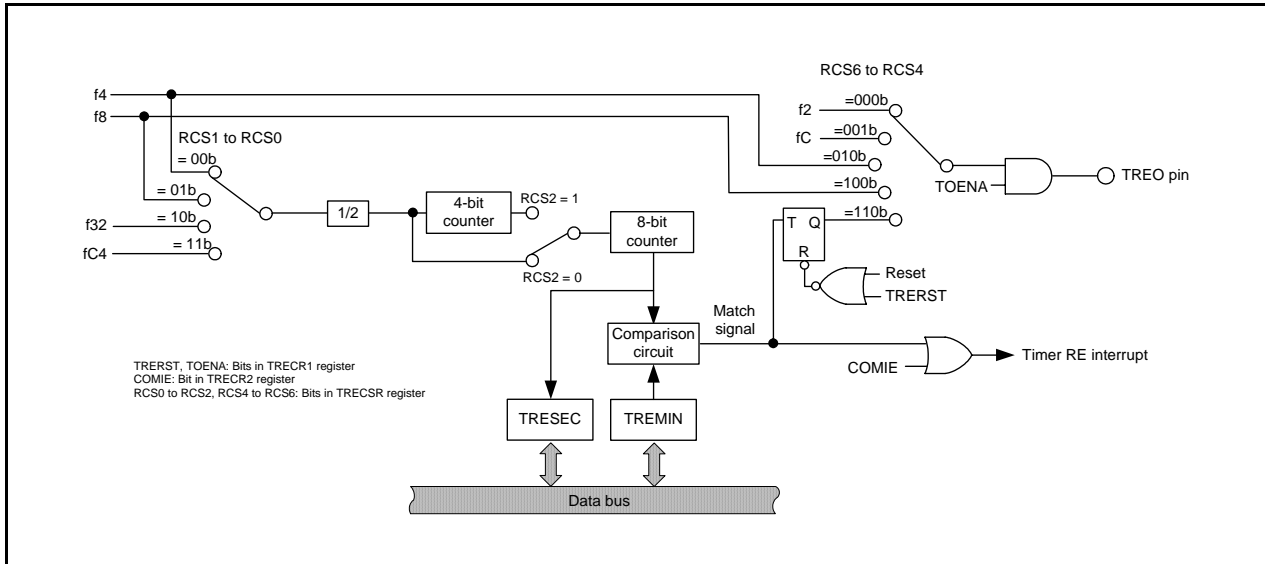 RCS6 to RCS4
f4
f8
f2
=000b
fC
=001b
=010b
=100b
=110b
TOENA
TREO pin
RCS1 to RCS0
= 00b
= 01b
= 10b
= 11b
f32
fC4
1/2
4-bit
counter
RCS2 = 1
RCS2 = 0
8-bit
counter
T Q
R
Reset
TRERST
Match
signal
Comparison
circuit
COMIE
Timer RE interrupt
TRERST, TOENA: Bits in TRECR1 register
COMIE: Bit in TRECR2 register
RCS0 to RCS2, RCS4 to RCS6: Bits in TRECSR register
TRESEC
TREMIN
Data bus